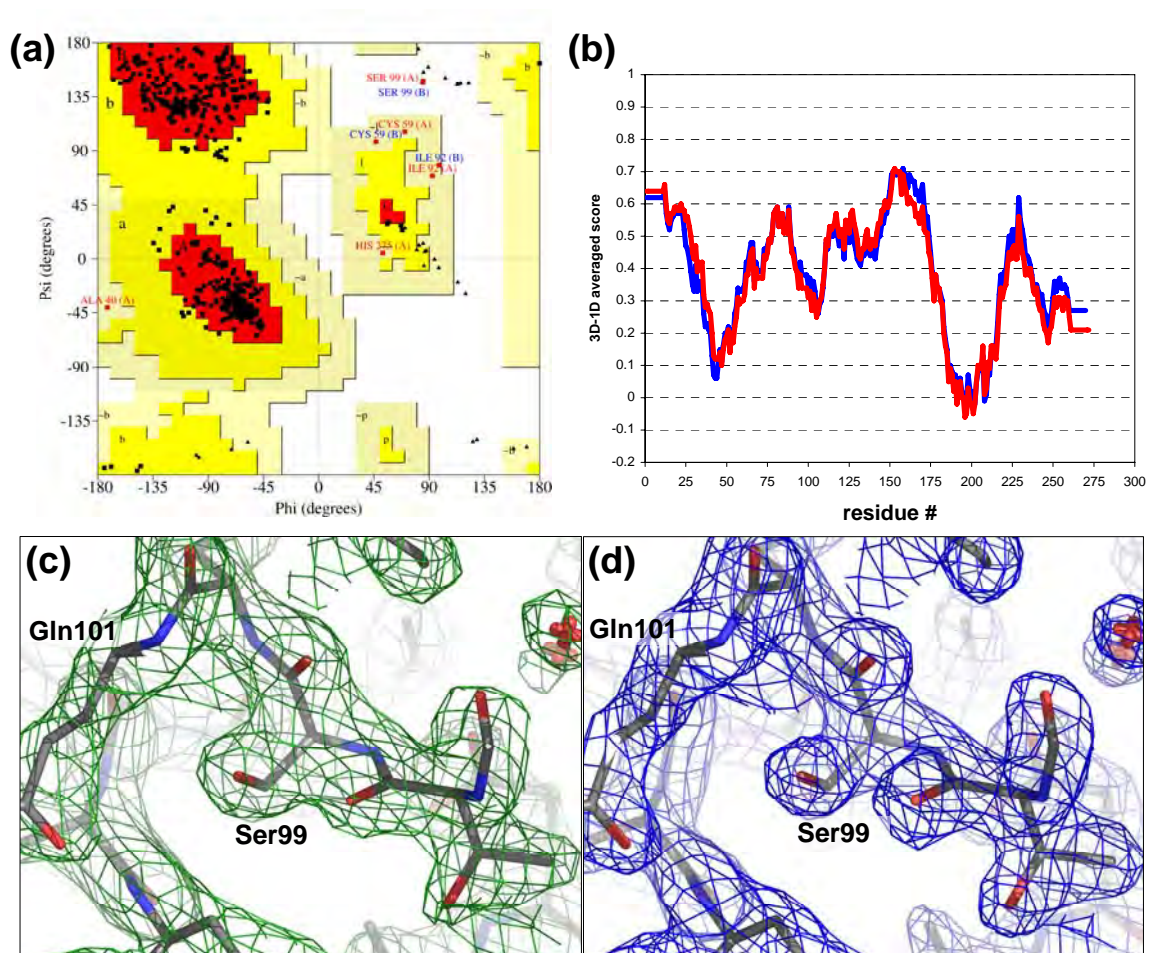 (a)
180
135
90
45
0
-45
-90
-135
-180
-135
-90
-45
0
45
90
135
180
Psi (degrees)
Phi (degrees)
b
~b
~b
b
SER 99 (A)
SER 99 (B)
CYS 59 (A)
CYS 59 (B)
ILE 92 (B)
ILE 92 (A)
l
a
~a
HIS 275 (A)
ALA 40 (A)
~b
b
~p
p
~b
(b)
1
0.9
0.8
0.7
0.6
0.5
0.4
0.3
0.2
0.1
0
-0.1
-0.2
0 25 50 75 100 125 150 175 200 225 250 275 300
3D-1D averaged score
residue #
(c)
Gln101
Ser99
(d)
Gln101
Ser99